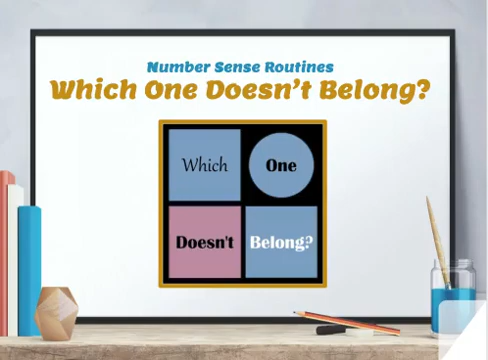 Number Sense Routines
Which One Doesn't Belong?
Which One
Doesn't Belong?